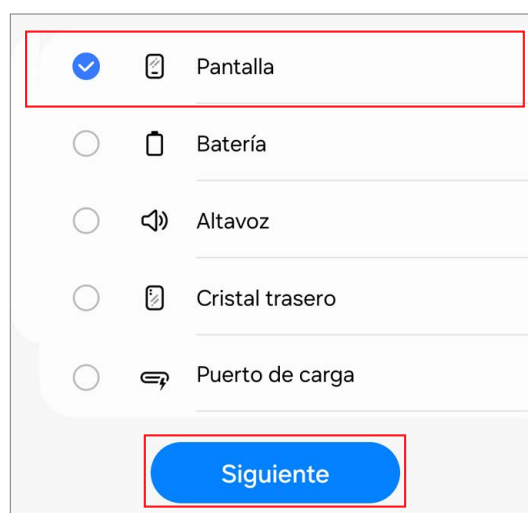 Pantalla
Batería
Altavoz
Cristal trasero
Puerto de carga
Siguiente